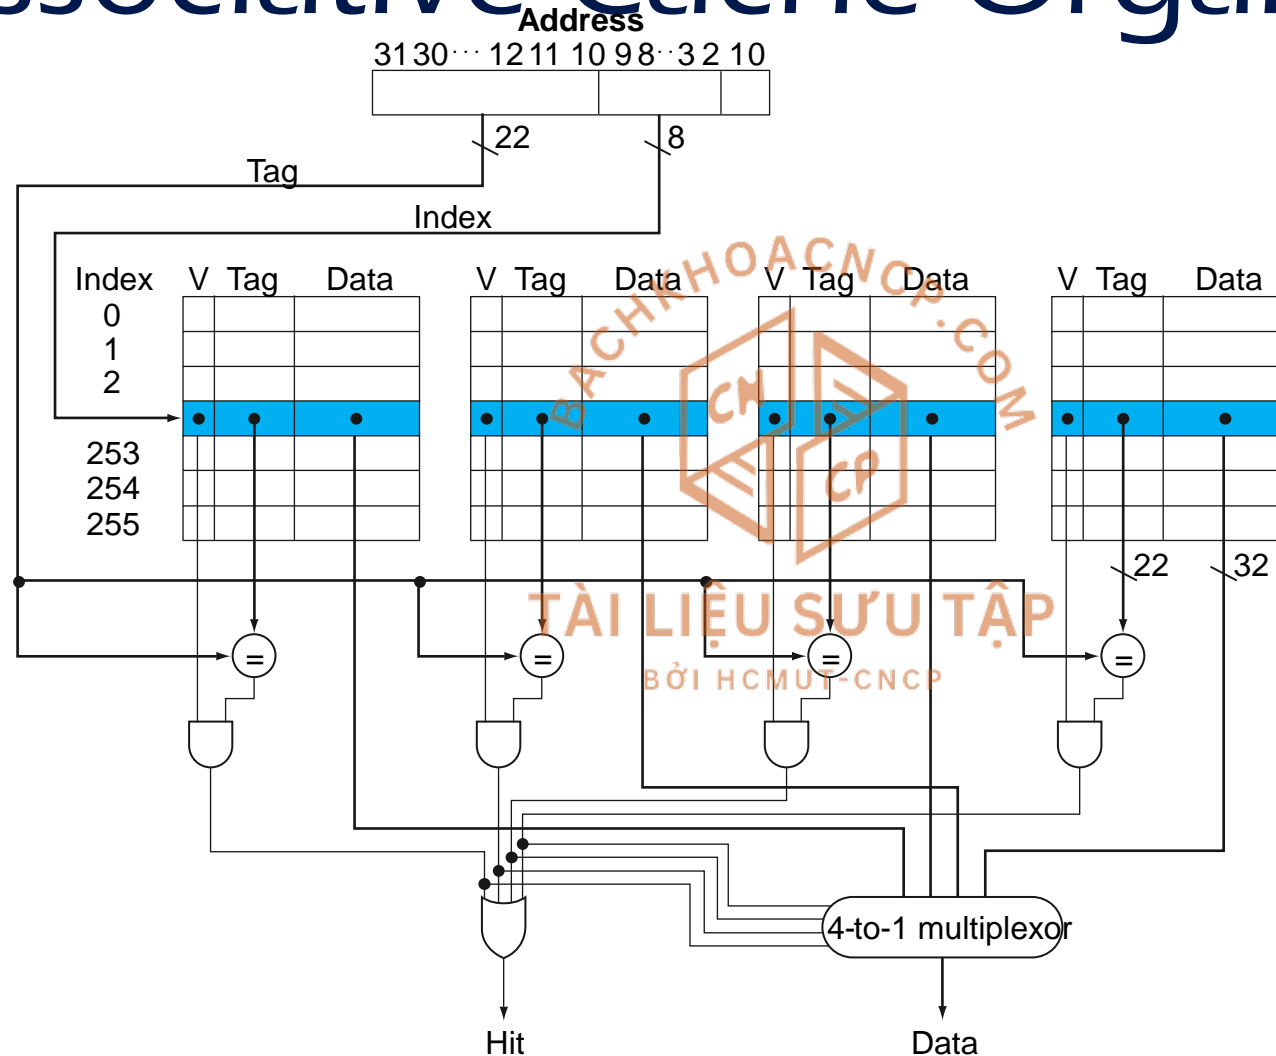 Address
31 30 ··· 12 11 10 9 8 ·· 3 2 1 0
22
8
Tag
Index
Index V Tag Data V Tag Data V Tag Data V Tag Data
0
1
2
253
254
255
22 32
= = = =
4-to-1 multiplexor
Hit
Data
BACHKHOACNCP.COM
CN
CP
TÀI LIỆU SƯU TẬP
BỞI HCMUT-CNCP